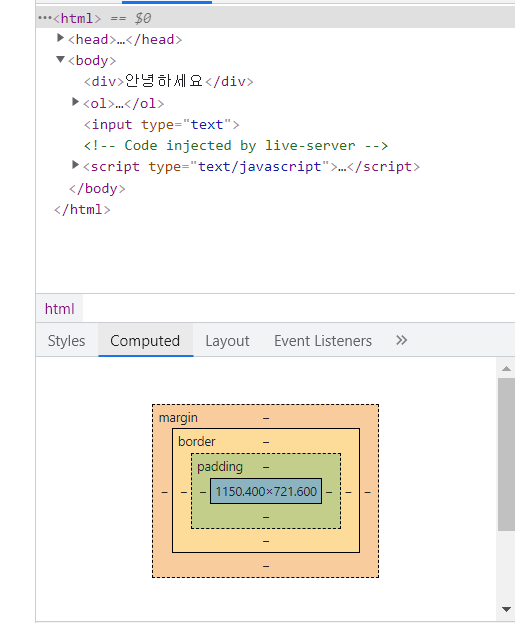 <html> == $0
<head>…</head>
<body>
<div>안녕하세요</div>
<ol>…</ol>
<input type="text">
<!-- Code injected by live-server -->
<script type="text/javascript">…</script>
</body>
</html>
html
Styles Computed Layout Event Listeners »
margin –
border –
padding –
– – – 1150.400×721.600 – – –
–
–
–